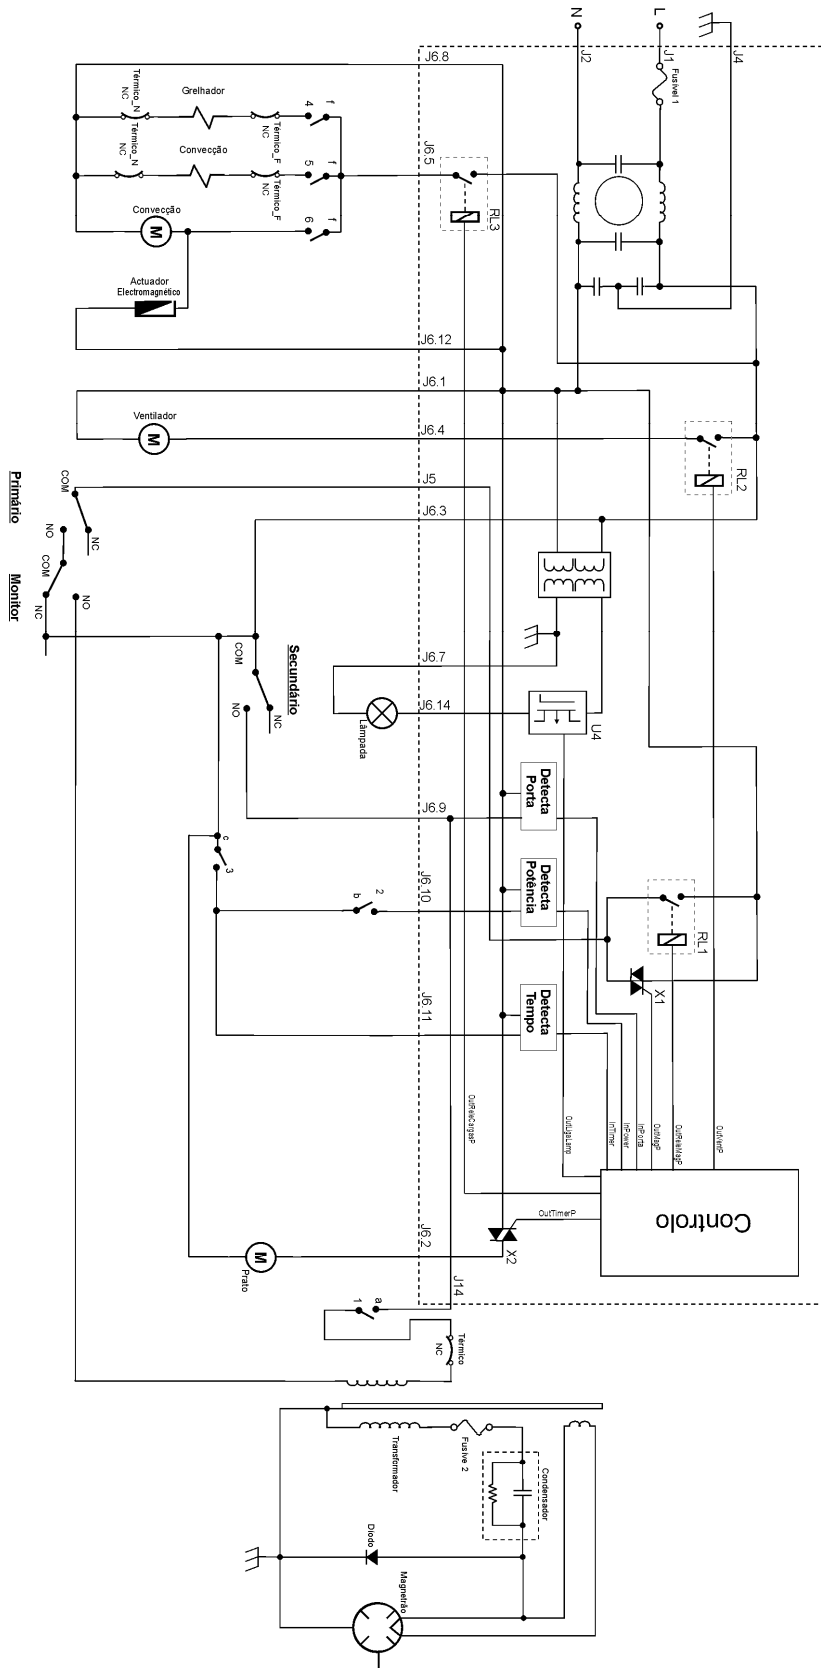 N
L
J2
J1
J4
Fusível 1
J6.8
Térmico_N
NC
Grelhador
Térmico_F
NC
4
f
Térmico_N
NC
Convecção
Térmico_F
NC
5
f
J6.5
RL3
Convecção
M
6
f
Actuador
Electromagnético
J6.12
J6.1
Ventilador
M
J6.4
RL2
Primário
COM
NO
NC
J5
J6.3
Monitor
COM
NC
NO
Secundário
COM
NO
NC
J6.7
J6.14
Lâmpada
U4
Detecta
Porta
J6.9
c
3
Detecta
Potência
J6.10
2
b
RL1
X1
Detecta
Tempo
J6.11
OutReleCargasP
OutLigaLamp
InTimer
InPower
InPorta
OutMagP
OutReleMagP
OutVentP
Controlo
OutTimerP
X2
J6.2
M
Prato
J14
a
1
Térmico
NC
Transformador
Fusive 2
Condensador
Diodo
Magnetrão